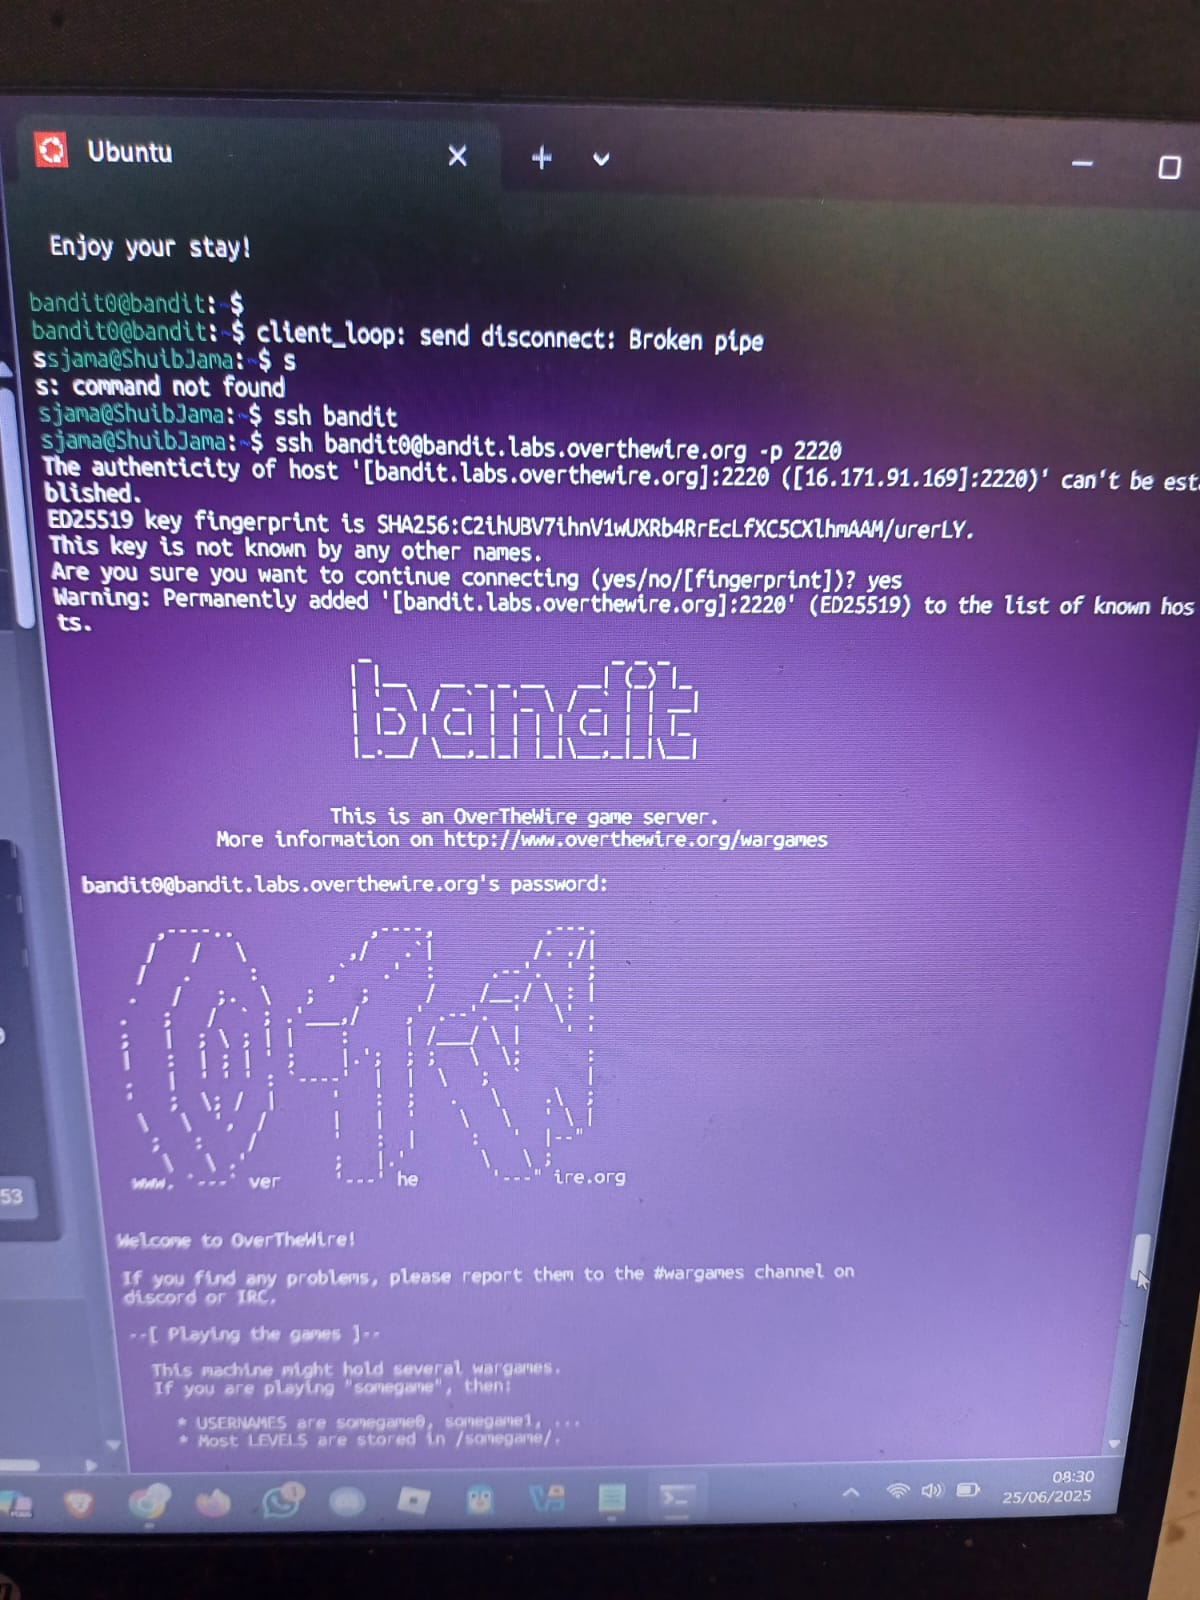 Ubuntu
Enjoy your stay!
bandit0@bandit:~$
bandit0@bandit:~$ client_loop: send disconnect: Broken pipe
ssjama@ShuibJama:~$ s
s: command not found
sjama@ShuibJama:~$ ssh bandit
sjama@ShuibJama:~$ ssh bandit0@bandit.labs.overthewire.org -p 2220
The authenticity of host '[bandit.labs.overthewire.org]:2220 ([16.171.91.169]:2220)' can't be esta
blished.
ED25519 key fingerprint is SHA256:C2ihUBV7ihnV1wUXRb4RrEcLfXC5CXlhmAAM/urerLY.
This key is not known by any other names.
Are you sure you want to continue connecting (yes/no/[fingerprint])? yes
Warning: Permanently added '[bandit.labs.overthewire.org]:2220' (ED25519) to the list of known hos
ts.
bandit
This is an OverTheWire game server.
More information on http://www.overthewire.org/wargames
bandit0@bandit.labs.overthewire.org's password:
www. ver he ire.org
Welcome to OverTheWire!
If you find any problems, please report them to the #wargames channel on
discord or IRC.
--[ Playing the games ]--
This machine might hold several wargames.
If you are playing "somegame", then:
* USERNAMES are somegame0, somegame1, ...
* Most LEVELS are stored in /somegame/.
53
08:30
25/06/2025